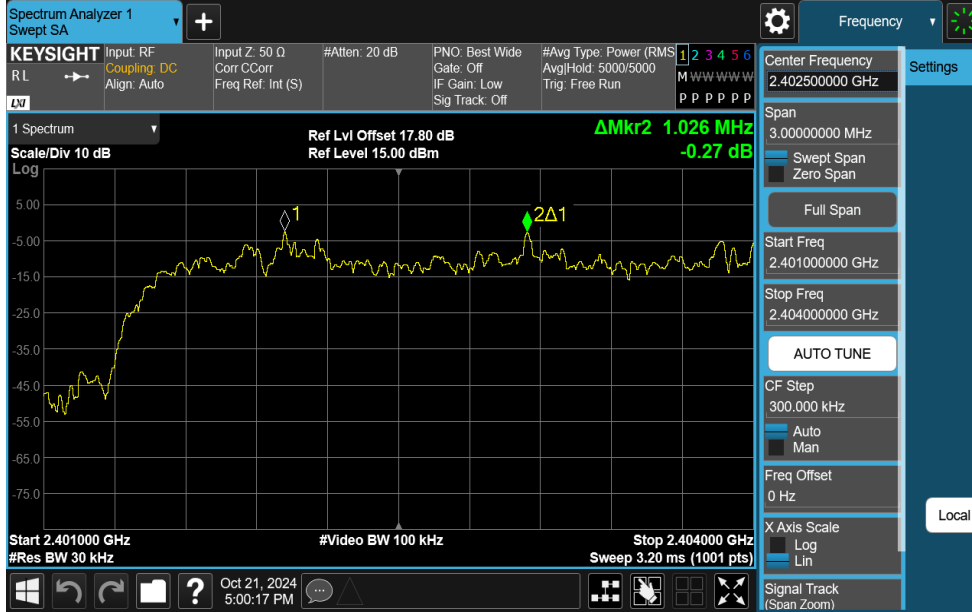 Spectrum Analyzer 1
Swept SA
Frequency
KEYSIGHT
R L
LXI
Input: RF
Coupling: DC
Align: Auto
Input Z: 50 Ω
Corr CCorr
Freq Ref: Int (S)
#Atten: 20 dB
PNO: Best Wide
Gate: Off
IF Gain: Low
Sig Track: Off
#Avg Type: Power (RMS
Avg|Hold: 5000/5000
Trig: Free Run
1 2 3 4 5 6
M W W W W W
P P P P P P
1 Spectrum
Scale/Div 10 dB
Log
Ref Lvl Offset 17.80 dB
Ref Level 15.00 dBm
ΔMkr2 1.026 MHz
-0.27 dB
1
2Δ1
5.00
-5.00
-15.0
-25.0
-35.0
-45.0
-55.0
-65.0
-75.0
Start 2.401000 GHz
#Res BW 30 kHz
#Video BW 100 kHz
Stop 2.404000 GHz
Sweep 3.20 ms (1001 pts)
Oct 21, 2024
5:00:17 PM
Center Frequency
2.402500000 GHz
Span
3.00000000 MHz
Swept Span
Zero Span
Full Span
Start Freq
2.401000000 GHz
Stop Freq
2.404000000 GHz
AUTO TUNE
CF Step
300.000 kHz
Auto
Man
Freq Offset
0 Hz
X Axis Scale
Log
Lin
Signal Track
(Span Zoom)
Settings
Local